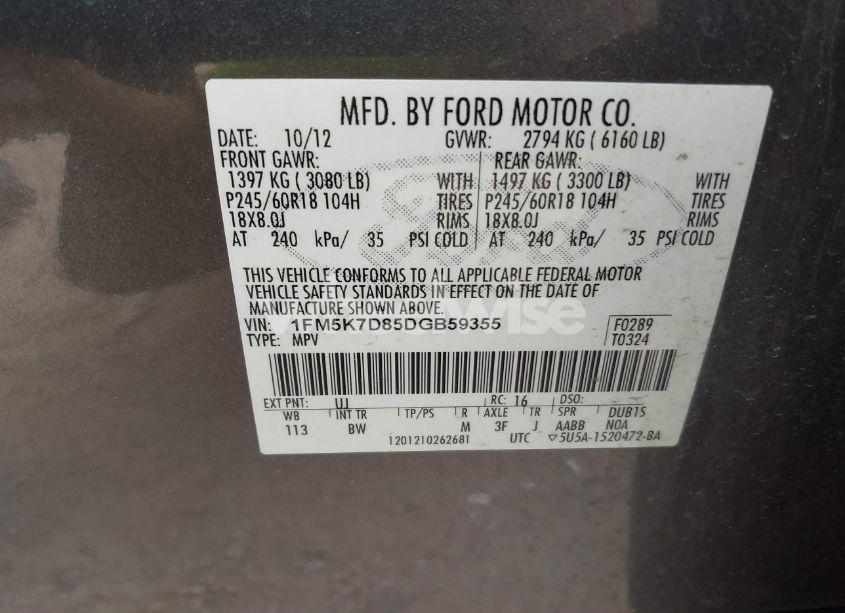 MFD. BY FORD MOTOR CO.
DATE: 10/12 GVWR: 2794 KG ( 6160 LB)
FRONT GAWR: REAR GAWR:
1397 KG ( 3080 LB) WITH 1497 KG ( 3300 LB) WITH
P245/60R18 104H TIRES P245/60R18 104H TIRES
18X8.0J RIMS 18X8.0J RIMS
AT 240 kPa/ 35 PSI COLD AT 240 kPa/ 35 PSI COLD
THIS VEHICLE CONFORMS TO ALL APPLICABLE FEDERAL MOTOR
VEHICLE SAFETY STANDARDS IN EFFECT ON THE DATE OF
MANUFACTURE SHOWN ABOVE.
VIN: 1FM5K7D85DGB59355 F0289
TYPE: MPV T0324
EXT PNT: UJ RC: 16 DSO:
WB INT TR TP/PS R AXLE TR SPR DUB1S
113 BW M 3F J AABB N0A
1201210262681 UTC ▽5U5A-1520472-BA